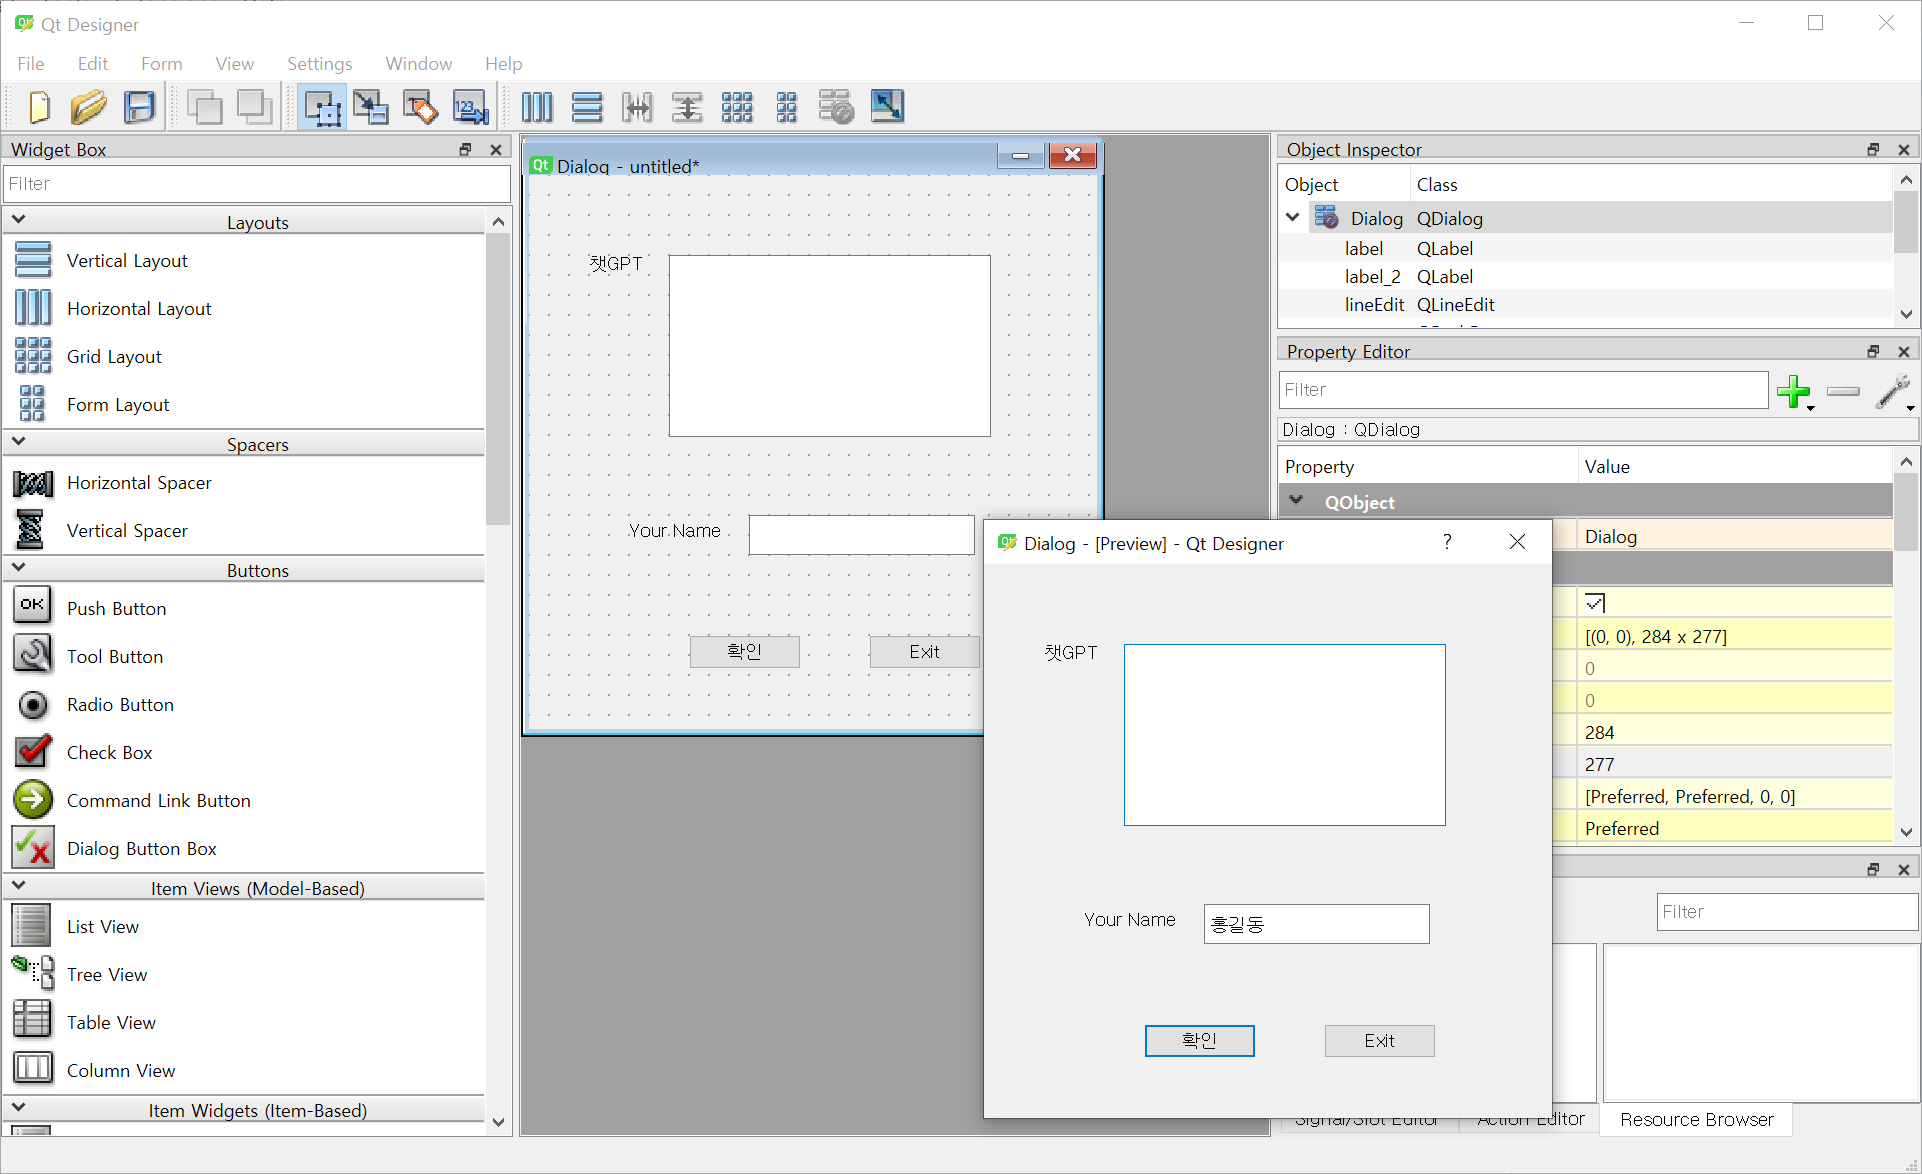 Qt Designer
File Edit Form View Settings Window Help
Widget Box
Filter
Layouts
Vertical Layout
Horizontal Layout
Grid Layout
Form Layout
Spacers
Horizontal Spacer
Vertical Spacer
Buttons
OK Push Button
Tool Button
Radio Button
Check Box
Command Link Button
Dialog Button Box
Item Views (Model-Based)
List View
Tree View
Table View
Column View
Item Widgets (Item-Based)
Qt Dialog - untitled*
챗GPT
Your Name
확인 Exit
Dialog - [Preview] - Qt Designer ?
챗GPT
Your Name 홍길동
확인 Exit
Object Inspector
Object Class
Dialog QDialog
label QLabel
label_2 QLabel
lineEdit QLineEdit
Property Editor
Filter
Dialog : QDialog
Property Value
QObject
Dialog
[(0, 0), 284 x 277]
0
0
284
277
[Preferred, Preferred, 0, 0]
Preferred
Filter
Signal/Slot Editor Action Editor Resource Browser